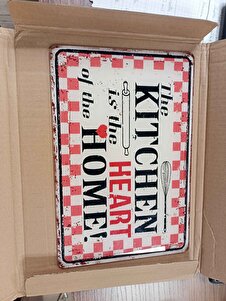 The
KITCHEN
is the HEART
of the HOME!